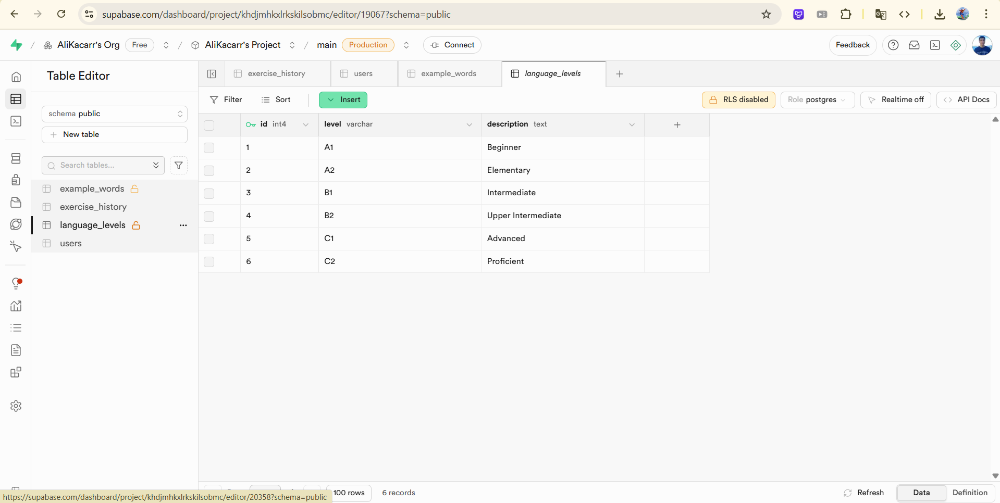 supabase.com/dashboard/project/khdjmhkxlrkskilsobmc/editor/19067?schema=public
AliKacarr's Org Free / AliKacarr's Project / main Production Connect Feedback
Table Editor
exercise_history users example_words language_levels
Filter Sort Insert RLS disabled Role postgres Realtime off API Docs
schema public
New table
Search tables...
example_words
exercise_history
language_levels
users
id int4 level varchar description text
1 A1 Beginner
2 A2 Elementary
3 B1 Intermediate
4 B2 Upper Intermediate
5 C1 Advanced
6 C2 Proficient
100 rows 6 records Refresh Data Definition
https://supabase.com/dashboard/project/khdjmhkxlrkskilsobmc/editor/20358?schema=public